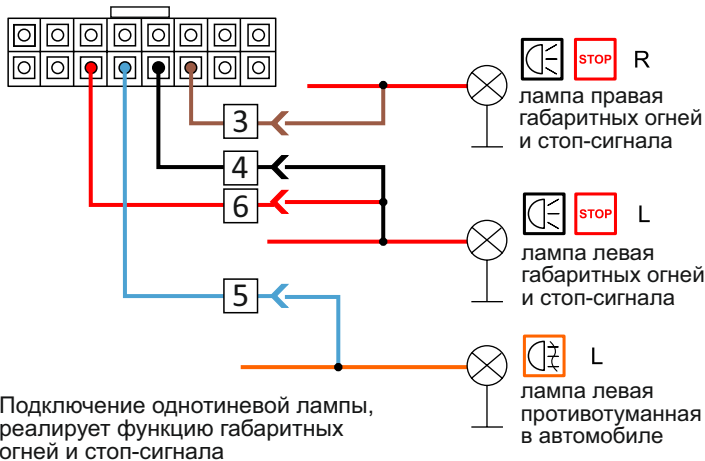 STOP R
лампа правая
габаритных огней
и стоп-сигнала
3
4
6
STOP L
лампа левая
габаритных огней
и стоп-сигнала
5
L
лампа левая
противотуманная
в автомобиле
Подключение однотиневой лампы,
реалирует функцию габаритных
огней и стоп-сигнала